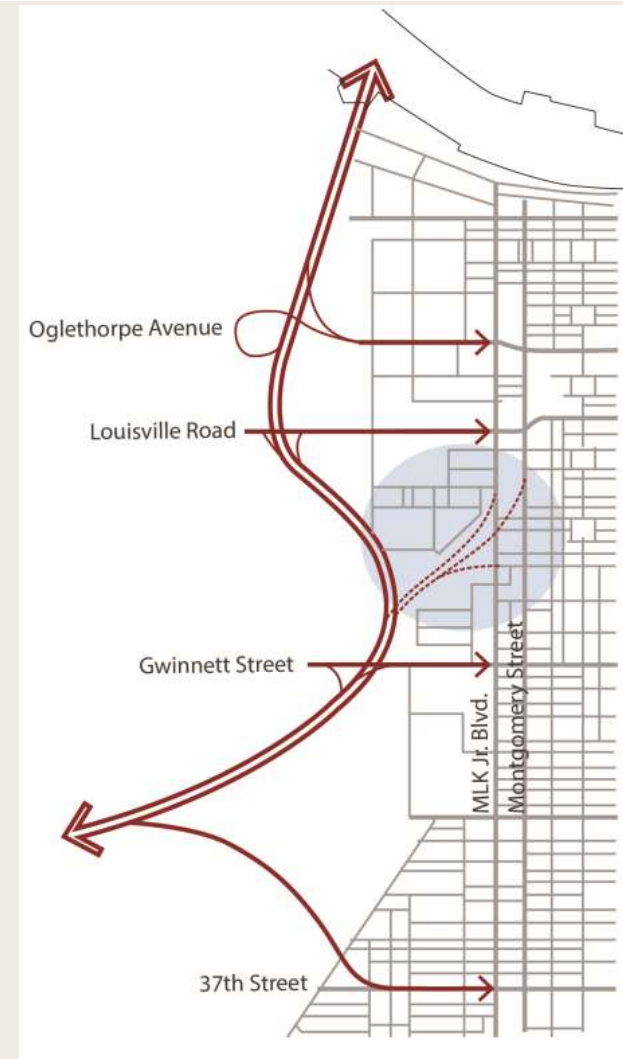 Oglethorpe Avenue
Louisville Road
Gwinnett Street
MLK Jr. Blvd.
Montgomery Street
37th Street